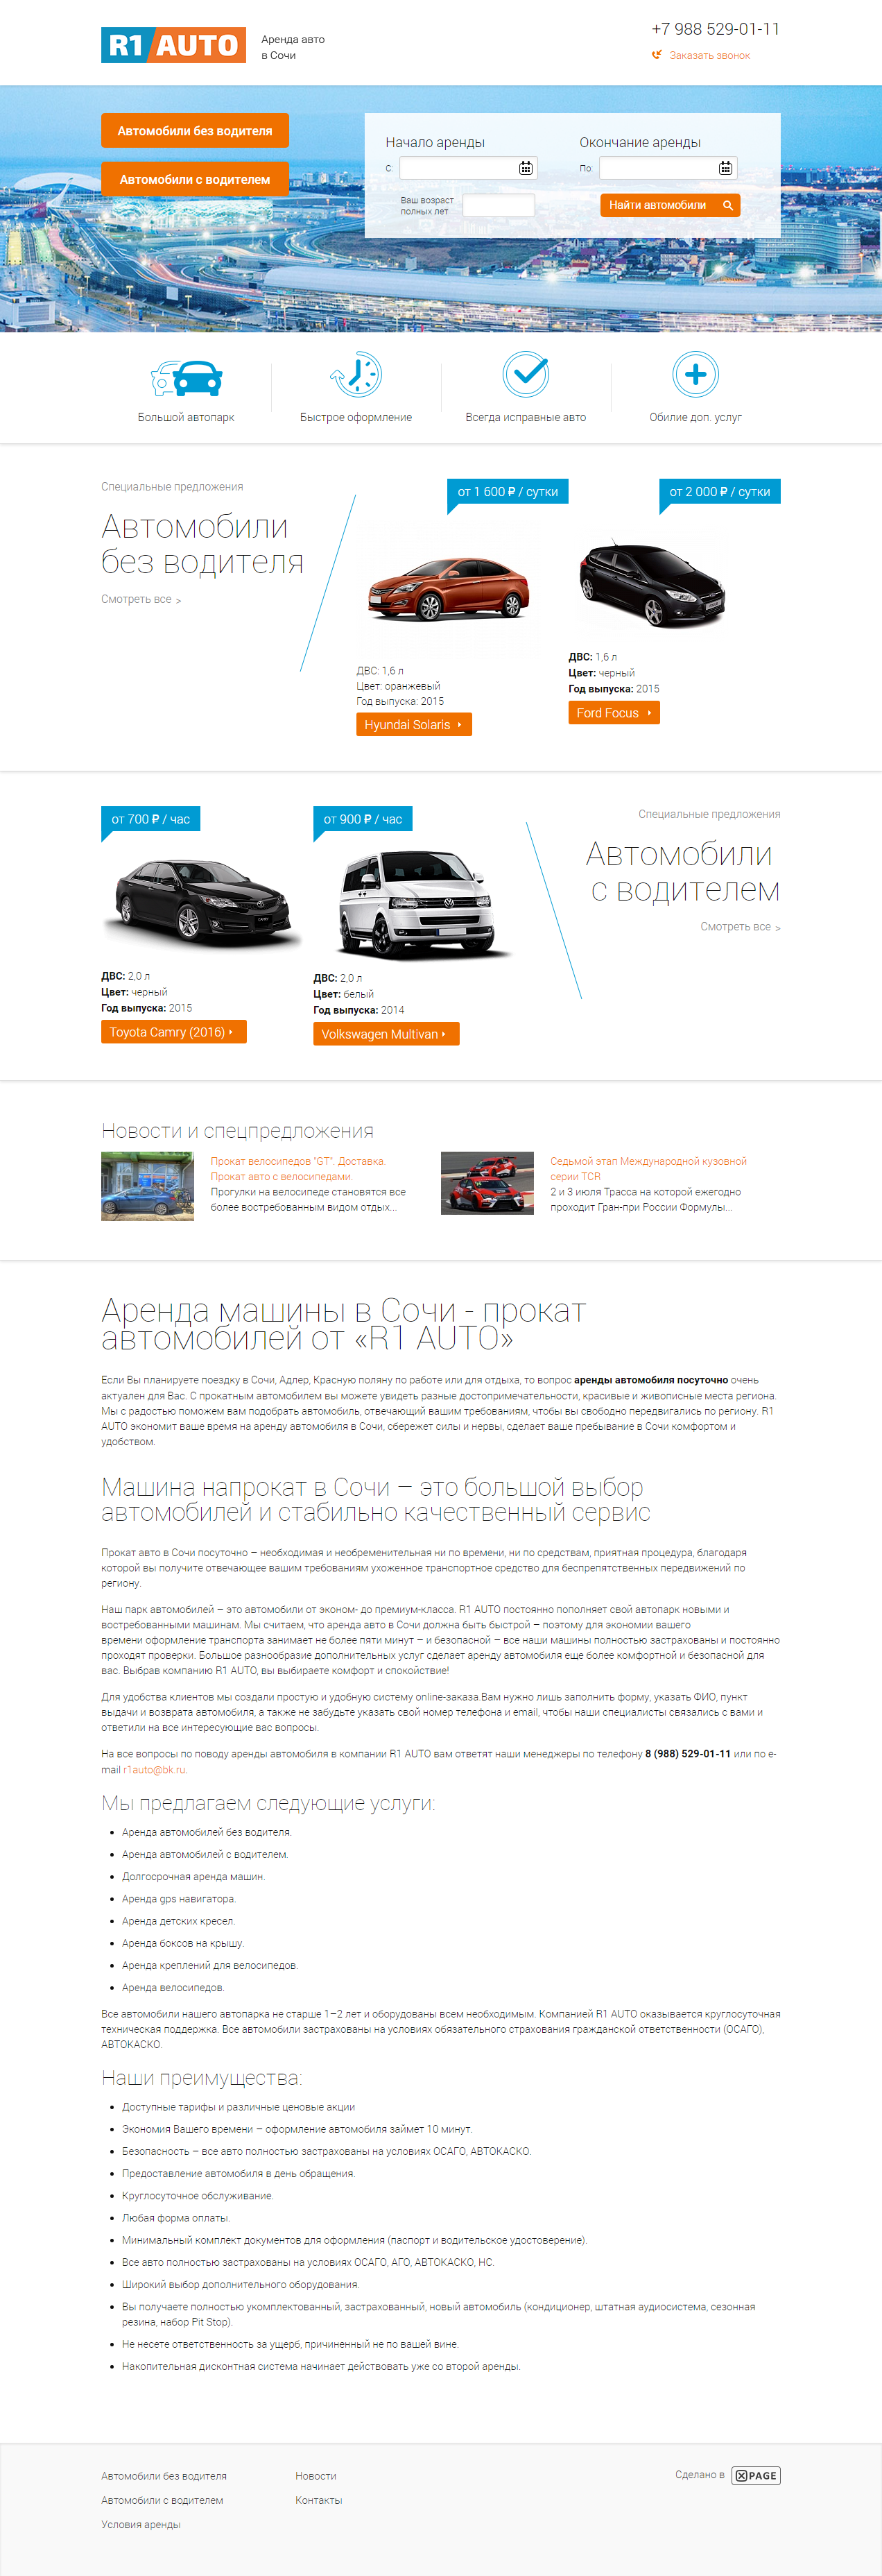 R1 AUTO
Аренда авто
в Сочи
+7 988 529-01-11
Заказать звонок
Автомобили без водителя
Автомобили с водителем
Начало аренды
Окончание аренды
С:
По:
Ваш возраст
полных лет
Найти автомобили
Большой автопарк
Быстрое оформление
Всегда исправные авто
Обилие доп. услуг
Специальные предложения
Автомобили
без водителя
Смотреть все >
от 1 600 ₽ / сутки
ДВС: 1,6 л
Цвет: оранжевый
Год выпуска: 2015
Hyundai Solaris
от 2 000 ₽ / сутки
ДВС: 1,6 л
Цвет: черный
Год выпуска: 2015
Ford Focus
от 700 ₽ / час
ДВС: 2,0 л
Цвет: черный
Год выпуска: 2015
Toyota Camry (2016)
от 900 ₽ / час
ДВС: 2,0 л
Цвет: белый
Год выпуска: 2014
Volkswagen Multivan
Специальные предложения
Автомобили
с водителем
Смотреть все >
Новости и спецпредложения
Прокат велосипедов "GT". Доставка.
Прокат авто с велосипедами.
Прогулки на велосипеде становятся все
более востребованным видом отдых...
Седьмой этап Международной кузовной
серии TCR
2 и 3 июля Трасса на которой ежегодно
проходит Гран-при России Формулы...
Аренда машины в Сочи - прокат
автомобилей от «R1 AUTO»
Если Вы планируете поездку в Сочи, Адлер, Красную поляну по работе или для отдыха, то вопрос аренды автомобиля посуточно очень
актуален для Вас. С прокатным автомобилем вы можете увидеть разные достопримечательности, красивые и живописные места региона.
Мы с радостью поможем вам подобрать автомобиль, отвечающий вашим требованиям, чтобы вы свободно передвигались по региону. R1
AUTO экономит ваше время на аренду автомобиля в Сочи, сбережет силы и нервы, сделает ваше пребывание в Сочи комфортом и
удобством.
Машина напрокат в Сочи – это большой выбор
автомобилей и стабильно качественный сервис
Прокат авто в Сочи посуточно – необходимая и необременительная ни по времени, ни по средствам, приятная процедура, благодаря
которой вы получите отвечающее вашим требованиям ухоженное транспортное средство для беспрепятственных передвижений по
региону.
Наш парк автомобилей – это автомобили от эконом- до премиум-класса. R1 AUTO постоянно пополняет свой автопарк новыми и
востребованными машинам. Мы считаем, что аренда авто в Сочи должна быть быстрой – поэтому для экономии вашего
времени оформление транспорта занимает не более пяти минут – и безопасной – все наши машины полностью застрахованы и постоянно
проходят проверки. Большое разнообразие дополнительных услуг сделает аренду автомобиля еще более комфортной и безопасной для
вас. Выбрав компанию R1 AUTO, вы выбираете комфорт и спокойствие!
Для удобства клиентов мы создали простую и удобную систему online-заказа.Вам нужно лишь заполнить форму, указать ФИО, пункт
выдачи и возврата автомобиля, а также не забудьте указать свой номер телефона и email, чтобы наши специалисты связались с вами и
ответили на все интересующие вас вопросы.
На все вопросы по поводу аренды автомобиля в компании R1 AUTO вам ответят наши менеджеры по телефону 8 (988) 529-01-11 или по e-
mail r1auto@bk.ru.
Мы предлагаем следующие услуги:
• Аренда автомобилей без водителя.
• Аренда автомобилей с водителем.
• Долгосрочная аренда машин.
• Аренда gps навигатора.
• Аренда детских кресел.
• Аренда боксов на крышу.
• Аренда креплений для велосипедов.
• Аренда велосипедов.
Все автомобили нашего автопарка не старше 1–2 лет и оборудованы всем необходимым. Компанией R1 AUTO оказывается круглосуточная
техническая поддержка. Все автомобили застрахованы на условиях обязательного страхования гражданской ответственности (ОСАГО),
АВТОКАСКО.
Наши преимущества:
• Доступные тарифы и различные ценовые акции
• Экономия Вашего времени – оформление автомобиля займет 10 минут.
• Безопасность – все авто полностью застрахованы на условиях ОСАГО, АВТОКАСКО.
• Предоставление автомобиля в день обращения.
• Круглосуточное обслуживание.
• Любая форма оплаты.
• Минимальный комплект документов для оформления (паспорт и водительское удостоверение).
• Все авто полностью застрахованы на условиях ОСАГО, АГО, АВТОКАСКО, НС.
• Широкий выбор дополнительного оборудования.
• Вы получаете полностью укомплектованный, застрахованный, новый автомобиль (кондиционер, штатная аудиосистема, сезонная
резина, набор Pit Stop).
• Не несете ответственность за ущерб, причиненный не по вашей вине.
• Накопительная дисконтная система начинает действовать уже со второй аренды.
Автомобили без водителя
Автомобили с водителем
Условия аренды
Новости
Контакты
Сделано в XPAGE